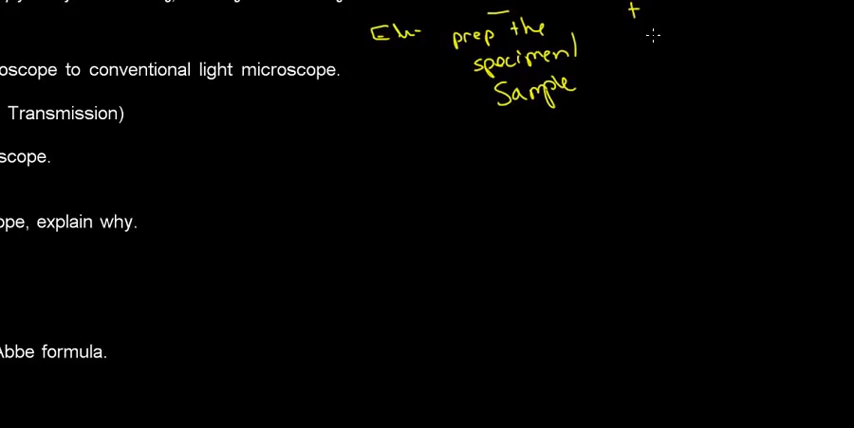 +
prep the
oscope to conventional light microscope.
specimen/
Sample
Transmission)
scope.
ope, explain why.
Abbe formula.